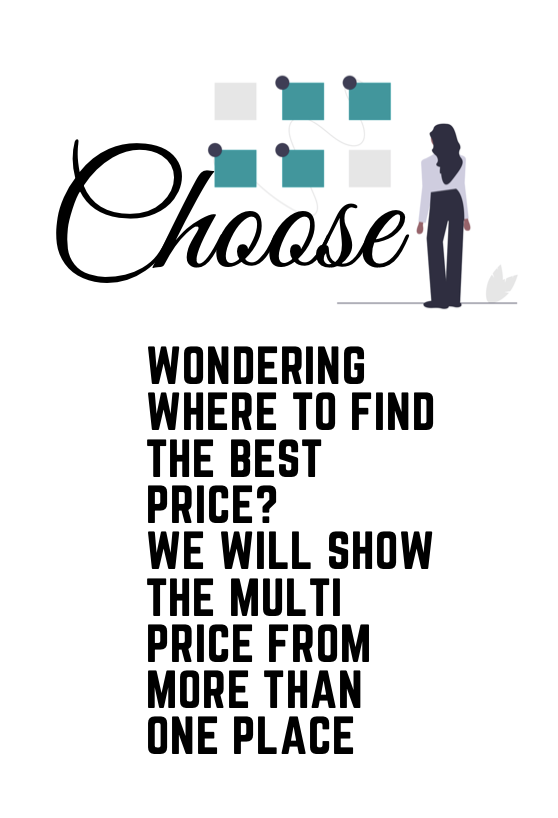 Choose
WONDERING
WHERE TO FIND
THE BEST
PRICE?
WE WILL SHOW
THE MULTI
PRICE FROM
MORE THAN
ONE PLACE